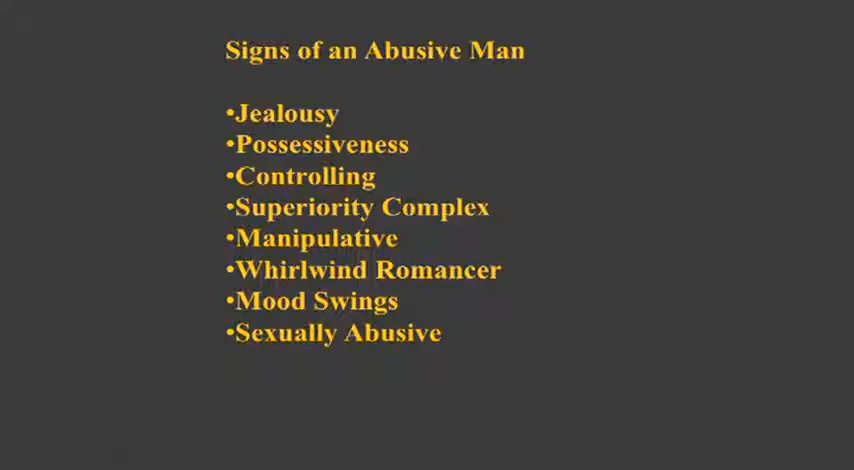 Signs of an Abusive Man
•Jealousy
•Possessiveness
•Controlling
•Superiority Complex
•Manipulative
•Whirlwind Romancer
•Mood Swings
•Sexually Abusive